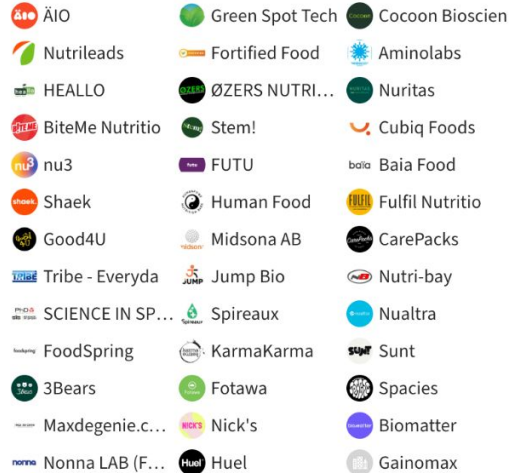 ÄIO Green Spot Tech Cocoon Bioscien
Nutrileads Fortified Food Aminolabs
HEALLO ØZERS NUTRI... Nuritas
BiteMe Nutritio Stem! Cubiq Foods
nu3 FUTU Baia Food
Shaek Human Food Fulfil Nutritio
Good4U Midsona AB CarePacks
Tribe - Everyda Jump Bio Nutri-bay
SCIENCE IN SP... Spireaux Nualtra
FoodSpring KarmaKarma Sunt
3Bears Fotawa Spacies
Maxdegenie.c... Nick's Biomatter
Nonna LAB (F... Huel Gainomax